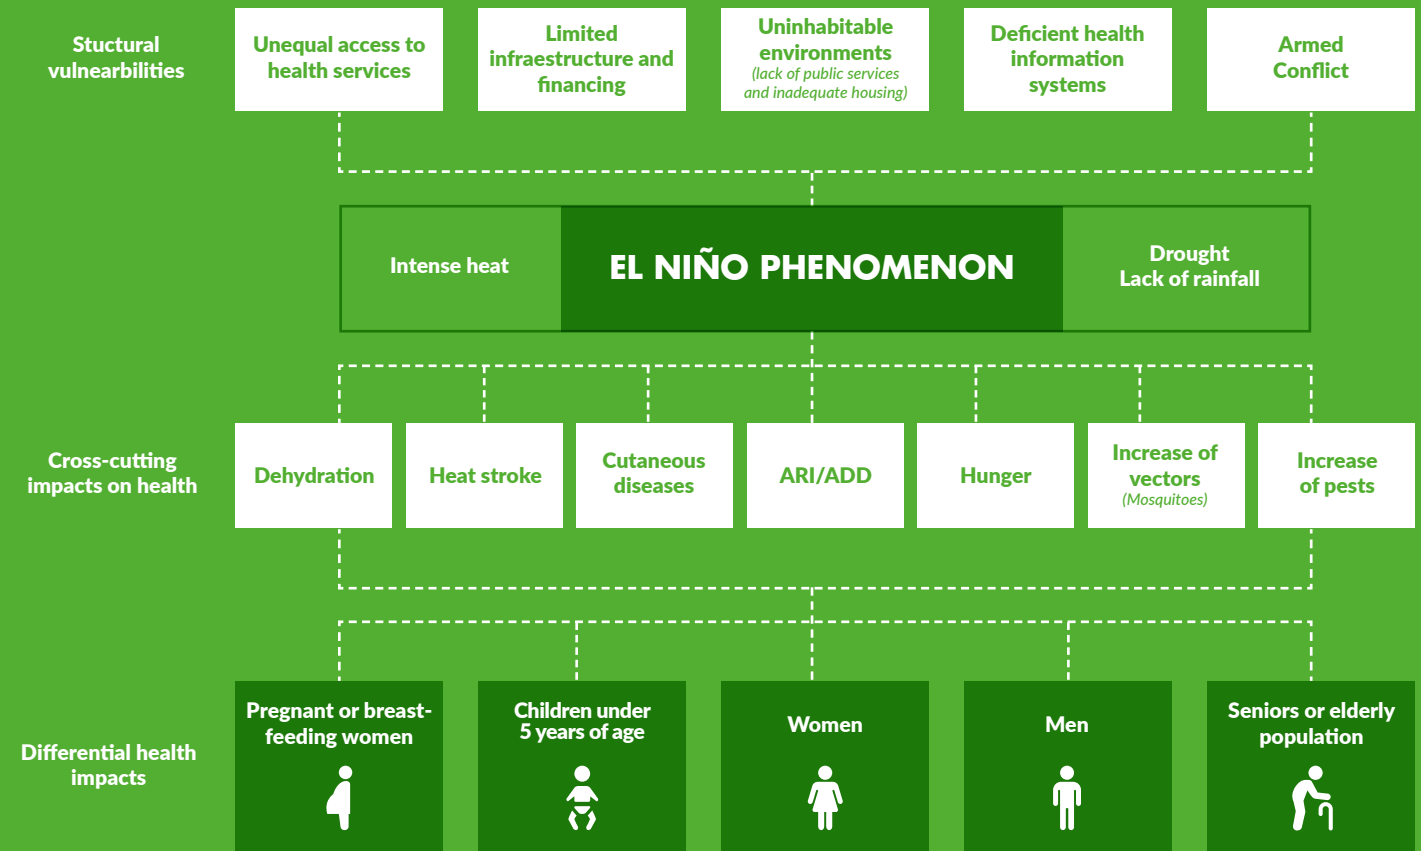 Stuctural
vulnearbilities
Unequal access to
health services
Limited
infraestructure and
financing
Uninhabitable
environments
(lack of public services
and inadequate housing)
Deficient health
information
systems
Armed
Conflict
Intense heat
EL NIÑO PHENOMENON
Drought
Lack of rainfall
Cross-cutting
impacts on health
Dehydration
Heat stroke
Cutaneous
diseases
ARI/ADD
Hunger
Increase of
vectors
(Mosquitoes)
Increase
of pests
Differential health
impacts
Pregnant or breast-
feeding women
Children under
5 years of age
Women
Men
Seniors or elderly
population